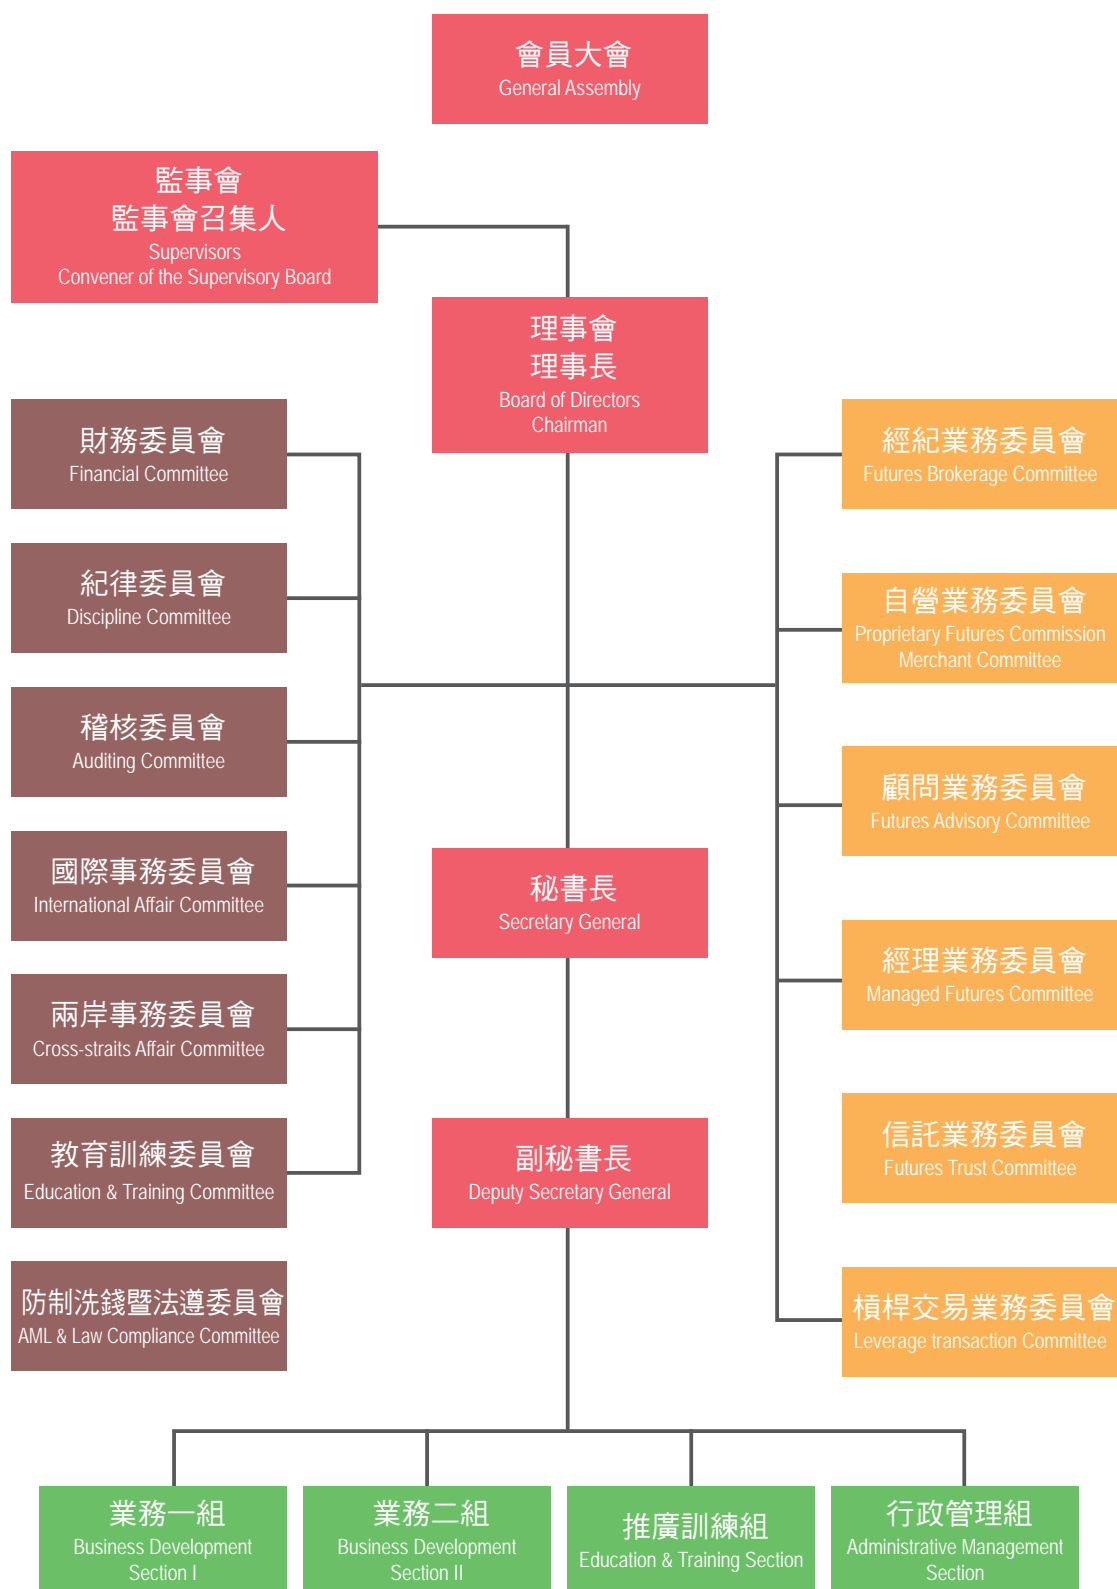 會員大會
General Assembly
監事會
監事會召集人
Supervisors
Convener of the Supervisory Board
理事會
理事長
Board of Directors
Chairman
財務委員會
Financial Committee
紀律委員會
Discipline Committee
稽核委員會
Auditing Committee
國際事務委員會
International Affair Committee
兩岸事務委員會
Cross-straits Affair Committee
教育訓練委員會
Education & Training Committee
防制洗錢暨法遵委員會
AML & Law Compliance Committee
經紀業務委員會
Futures Brokerage Committee
自營業務委員會
Proprietary Futures Commission
Merchant Committee
顧問業務委員會
Futures Advisory Committee
經理業務委員會
Managed Futures Committee
信託業務委員會
Futures Trust Committee
槓桿交易業務委員會
Leverage transaction Committee
秘書長
Secretary General
副秘書長
Deputy Secretary General
業務一組
Business Development
Section I
業務二組
Business Development
Section II
推廣訓練組
Education & Training Section
行政管理組
Administrative Management
Section